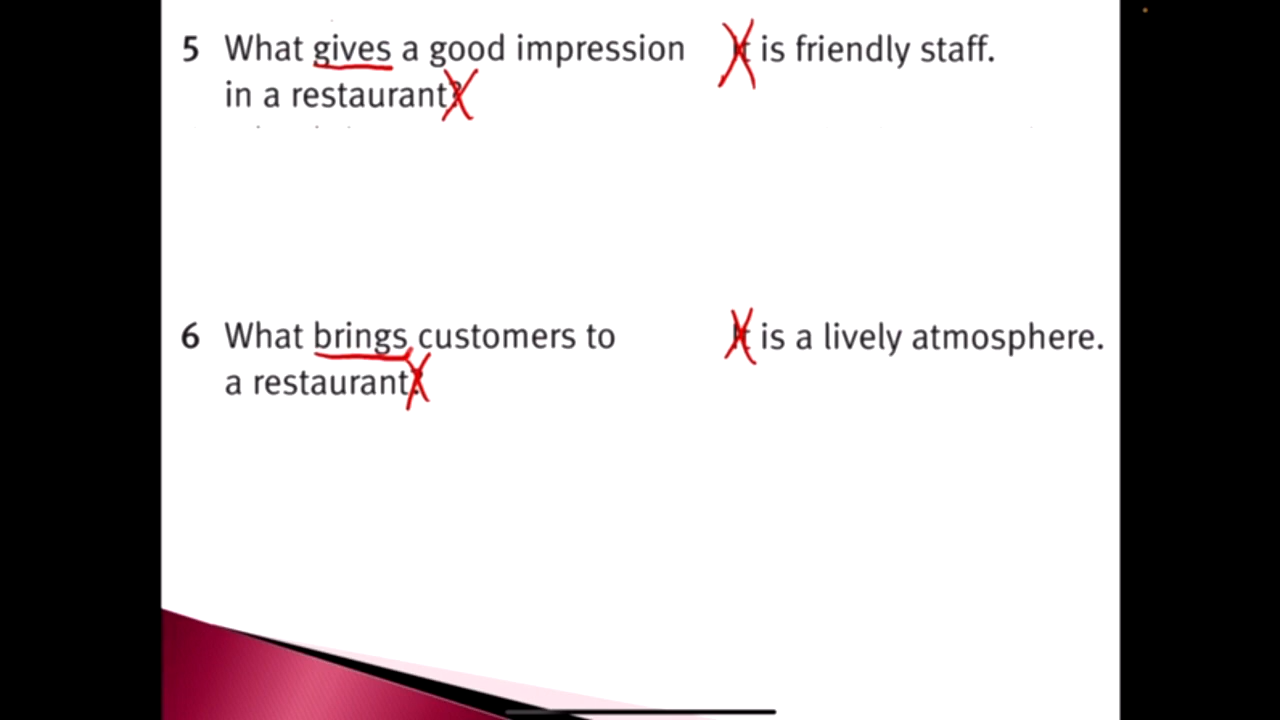 5 What gives a good impression It is friendly staff.
in a restaurant?
6 What brings customers to It is a lively atmosphere.
a restaurant?